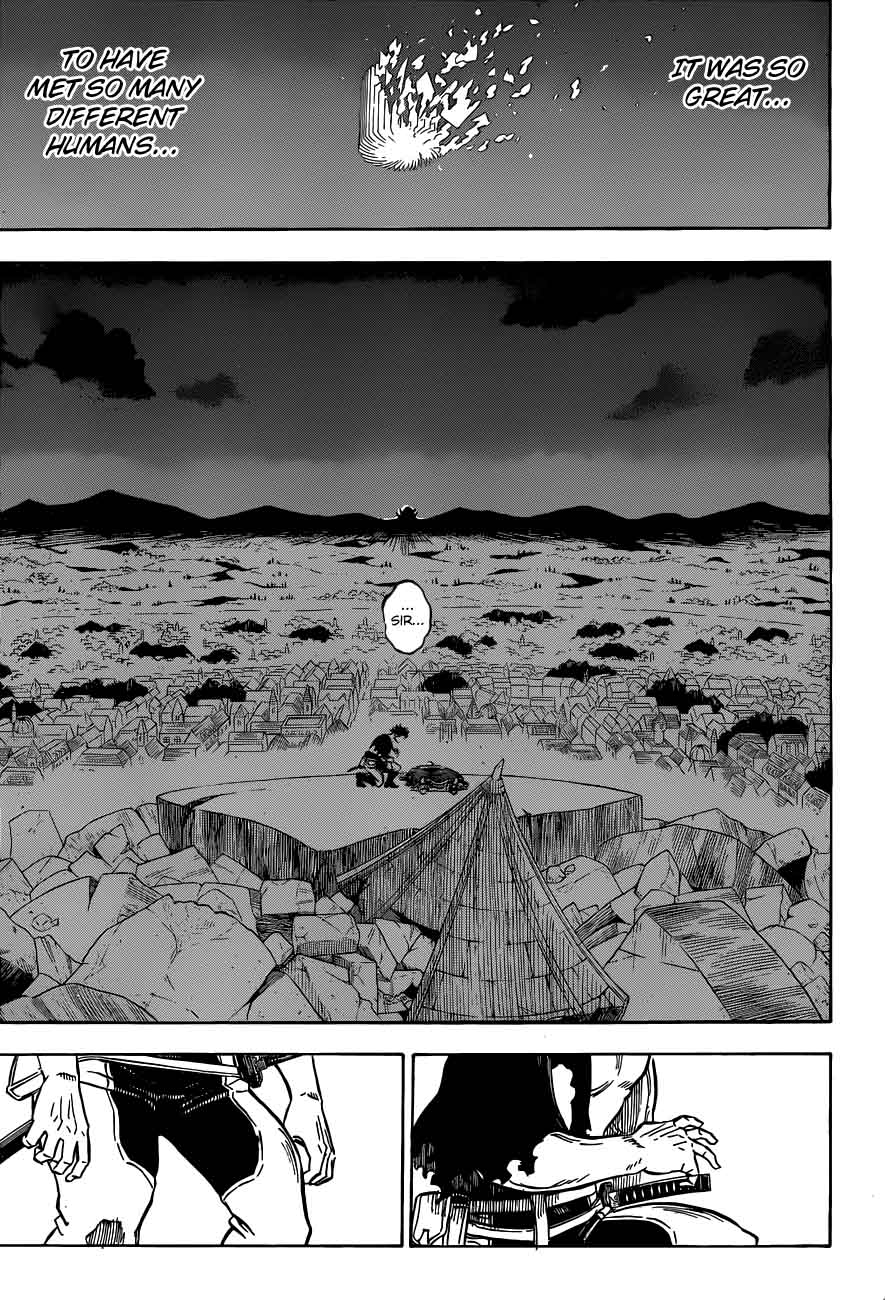 IT WAS SO
GREAT...
TO HAVE
MET SO MANY
DIFFERENT
HUMANS...
...
SIR...